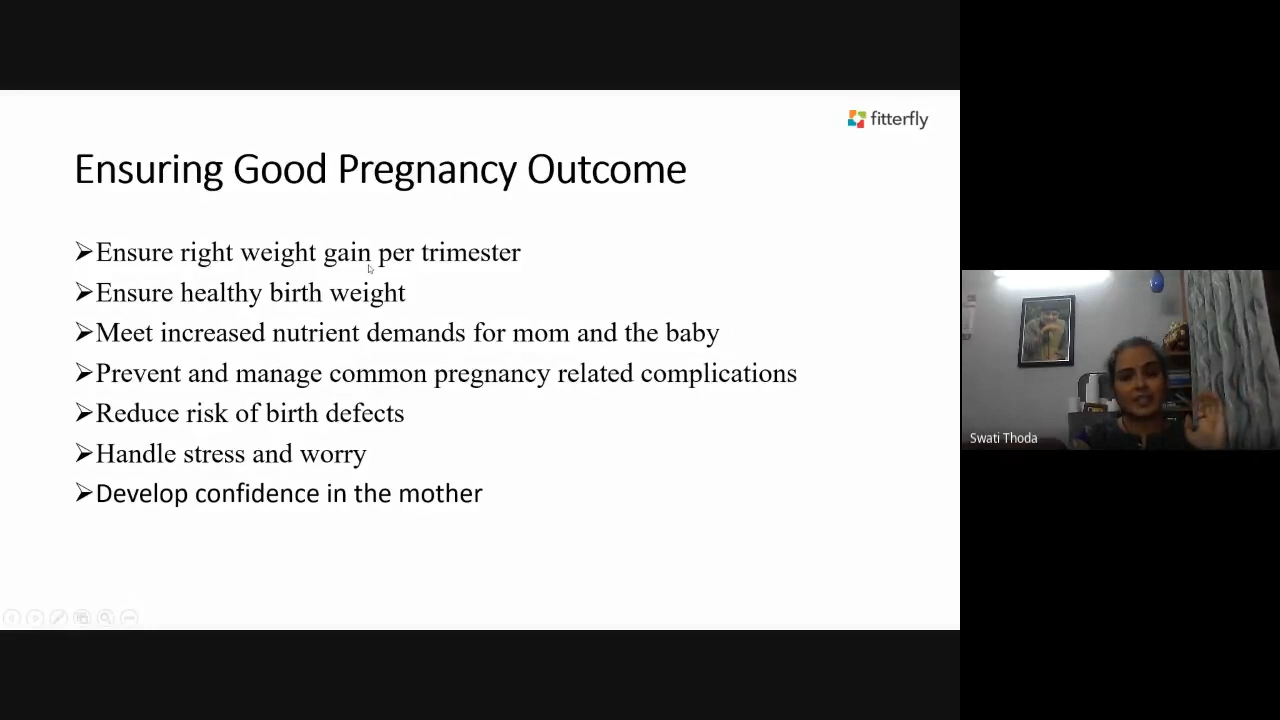 fitterfly
Ensuring Good Pregnancy Outcome
➢Ensure right weight gain per trimester
➢Ensure healthy birth weight
➢Meet increased nutrient demands for mom and the baby
➢Prevent and manage common pregnancy related complications
➢Reduce risk of birth defects
➢Handle stress and worry
➢Develop confidence in the mother
Swati Thoda